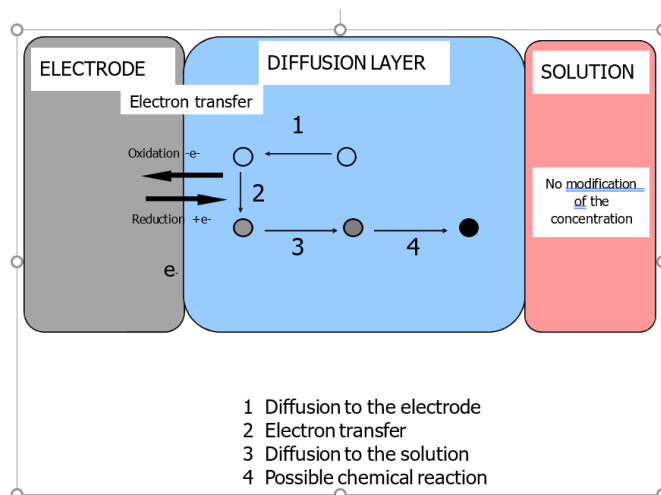 ELECTRODE
DIFFUSION LAYER
SOLUTION
Electron transfer
1
Oxidation -e-
2
Reduction +e-
3
4
e-
No modification
of the
concentration
1 Diffusion to the electrode
2 Electron transfer
3 Diffusion to the solution
4 Possible chemical reaction